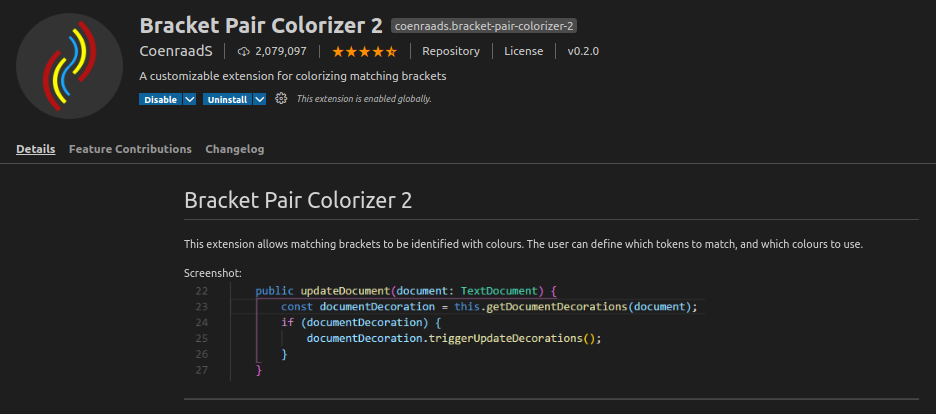 Bracket Pair Colorizer 2 coenraads.bracket-pair-colorizer-2
CoenraadS 2,079,097 Repository License v0.2.0
A customizable extension for colorizing matching brackets
Disable Uninstall This extension is enabled globally.
Details Feature Contributions Changelog
Bracket Pair Colorizer 2
This extension allows matching brackets to be identified with colours. The user can define which tokens to match, and which colours to use.
Screenshot:
22 public updateDocument(document: TextDocument) {
23 const documentDecoration = this.getDocumentDecorations(document);
24 if (documentDecoration) {
25 documentDecoration.triggerUpdateDecorations();
26 }
27 }